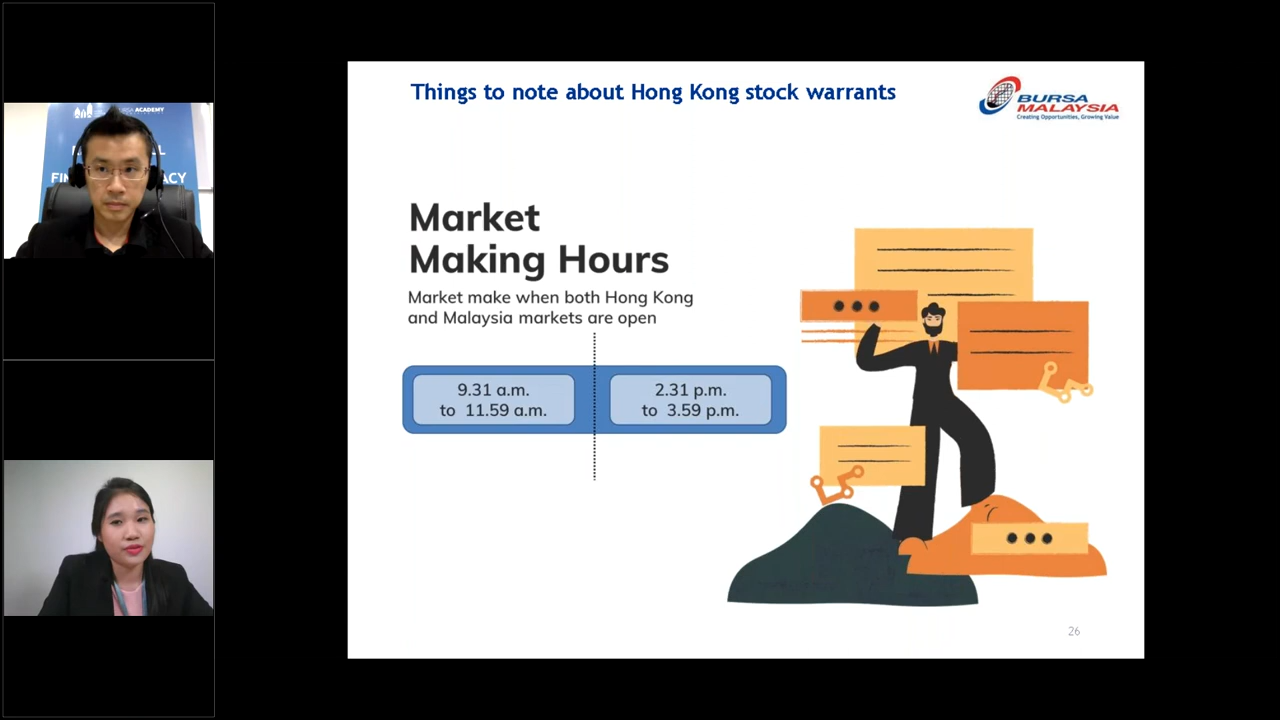 Things to note about Hong Kong stock warrants
BURSA
MALAYSIA
Creating Opportunities, Growing Value
Market
Making Hours
Market make when both Hong Kong
and Malaysia markets are open
9.31 a.m.
to 11.59 a.m.
2.31 p.m.
to 3.59 p.m.
26
ACADEMY